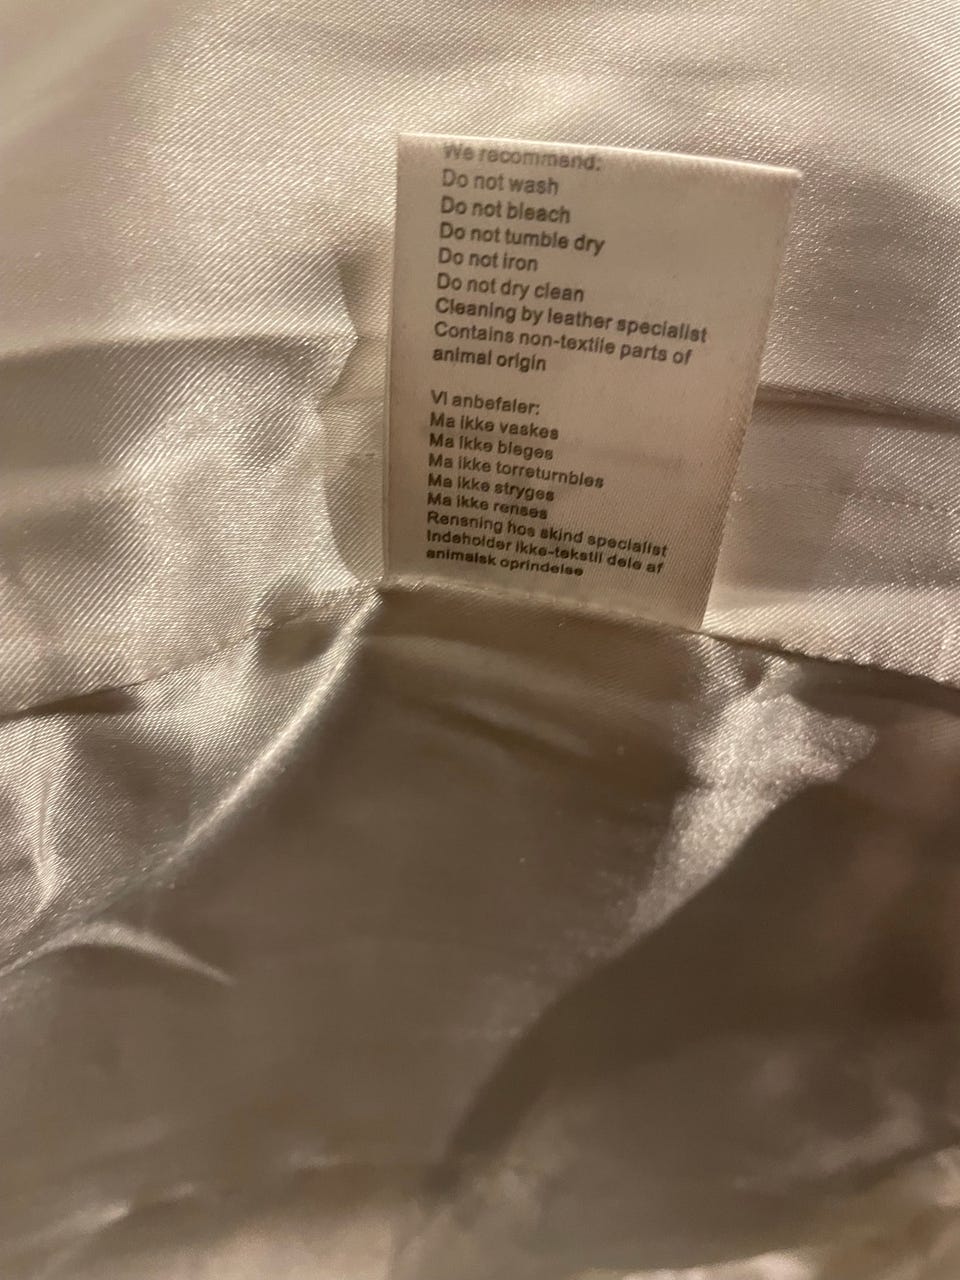 We recommend:
Do not wash
Do not bleach
Do not tumble dry
Do not iron
Do not dry clean
Cleaning by leather specialist
Contains non-textile parts of
animal origin
Vi anbefaler:
Ma ikke vaskes
Ma ikke bleges
Ma ikke torreturnbles
Ma ikke stryges
Ma ikke renses
Rensning hos skind specialist
Indeholder ikke-tekstil dele af
animalsk oprindelse